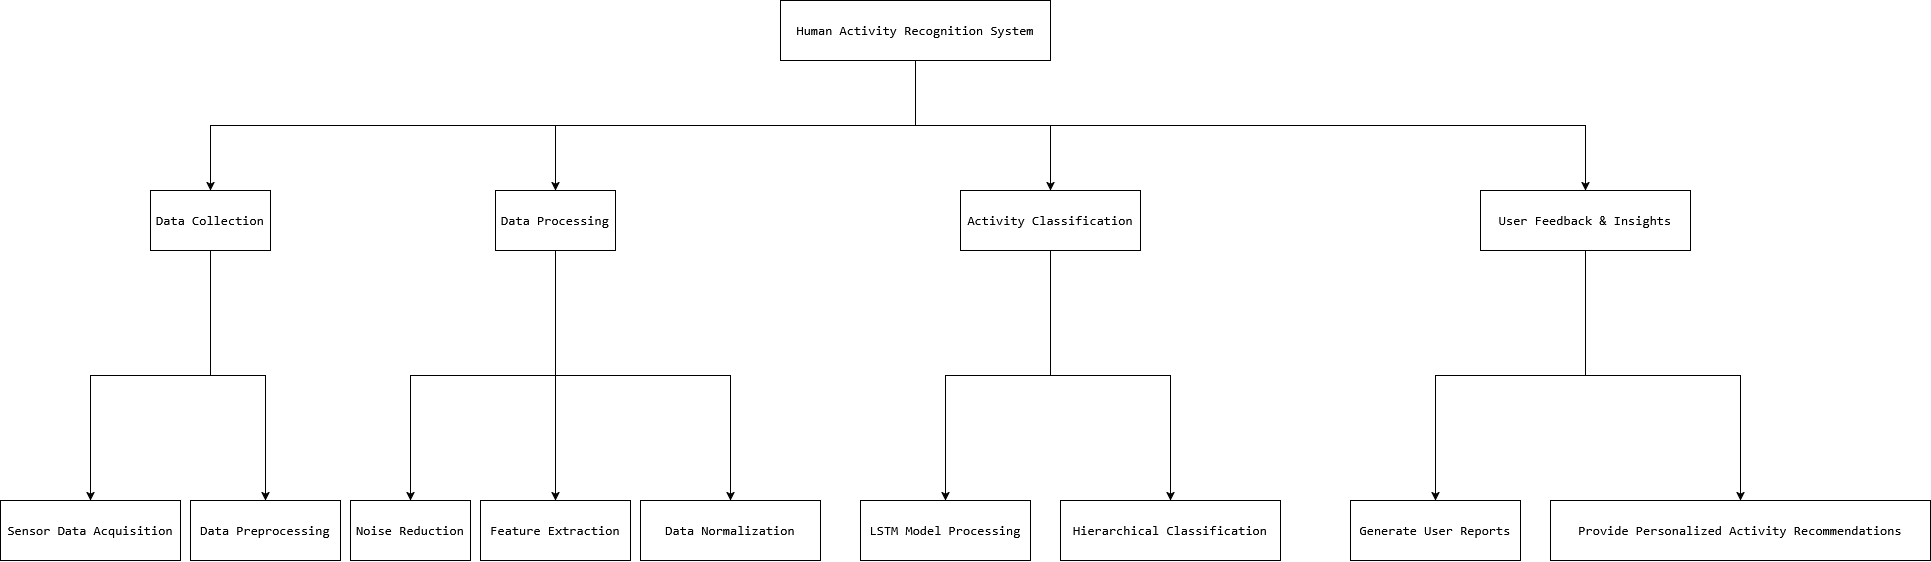 Human Activity Recognition System
Data Collection
Data Processing
Activity Classification
User Feedback & Insights
Sensor Data Acquisition
Data Preprocessing
Noise Reduction
Feature Extraction
Data Normalization
LSTM Model Processing
Hierarchical Classification
Generate User Reports
Provide Personalized Activity Recommendations